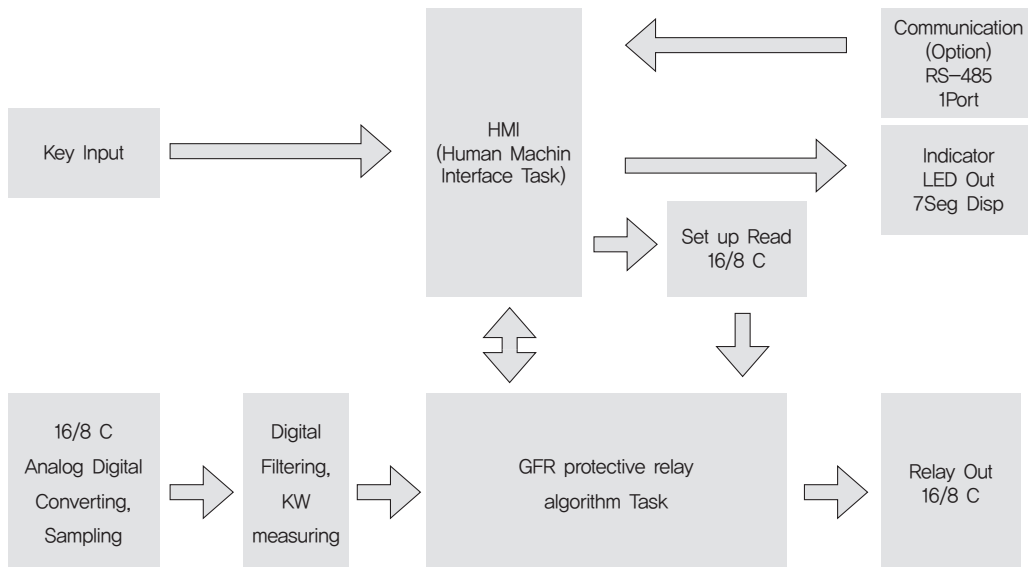 Communication
(Option)
RS-485
1Port
Key Input
HMI
(Human Machin
Interface Task)
Indicator
LED Out
7Seg Disp
Set up Read
16/8 C
16/8 C
Analog Digital
Converting,
Sampling
Digital
Filtering,
KW
measuring
GFR protective relay
algorithm Task
Relay Out
16/8 C